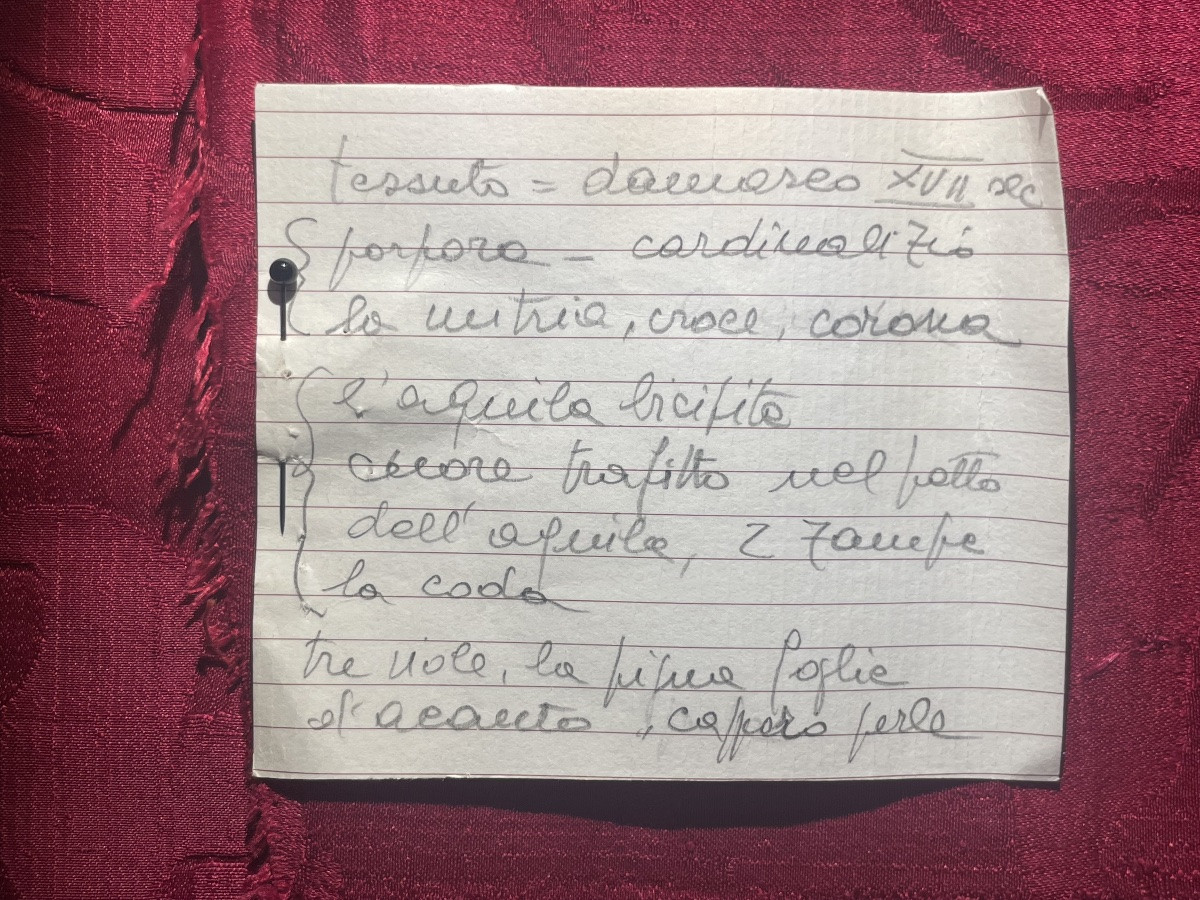 tessuto = damasco XVII sec
porpora - cardinalizio
la mitria, croce, corona
l'aquila bicipite
cuore trafitto nel petto
dell'aquila, 2 zampe
la coda
tre viole, la pigna foglie
d'acanto, cappero perle